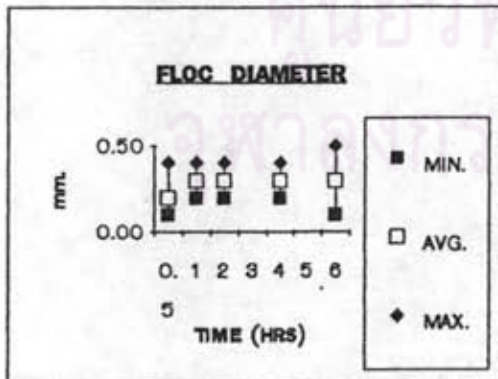 FLOC DIAMETER
0.50
mm.
0.00
0. 1 2 3 4 5 6
5
TIME (HRS)
MIN.
AVG.
MAX.